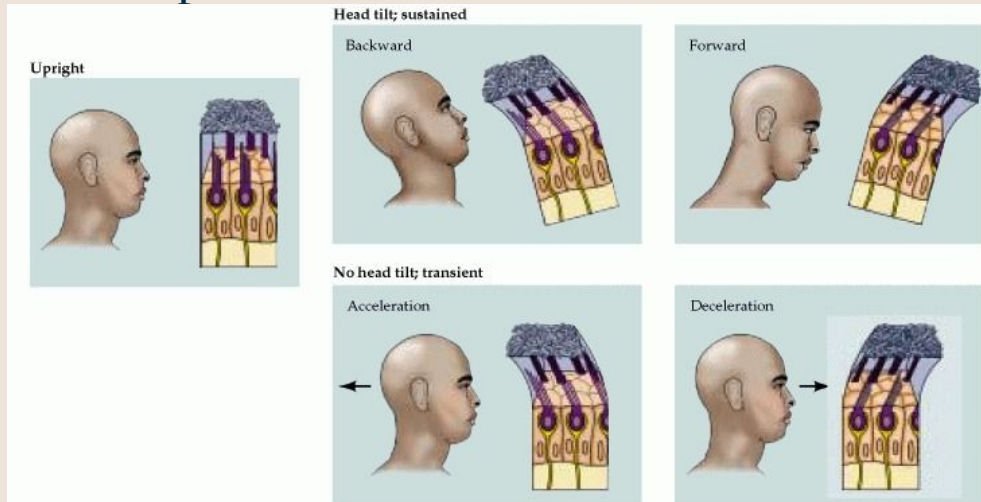 Head tilt; sustained
Upright
Backward
Forward
No head tilt; transient
Acceleration
Deceleration